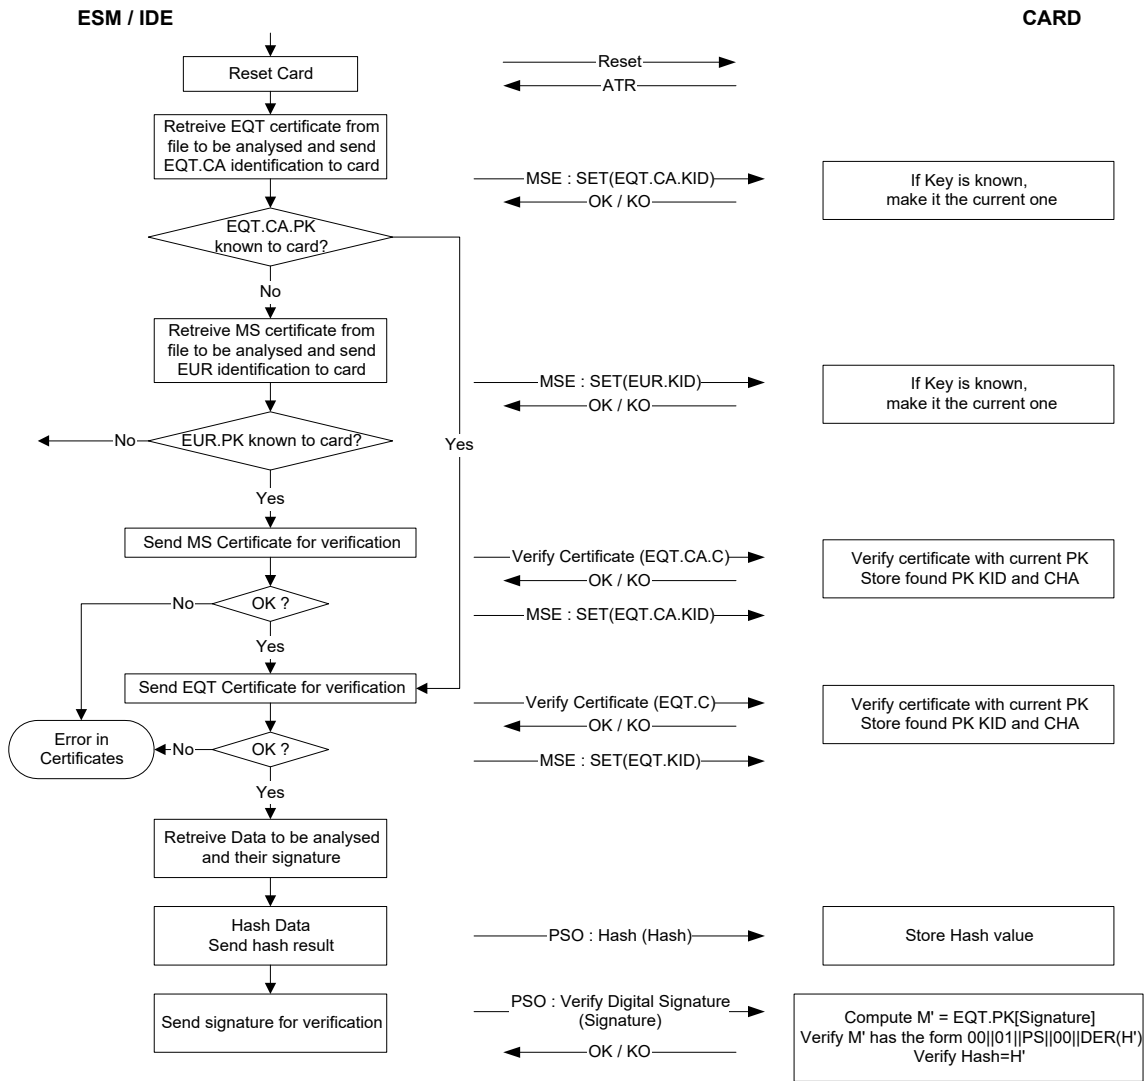 ESM / IDE
CARD
Reset Card
Reset
ATR
Retreive EQT certificate from
file to be analysed and send
EQT.CA identification to card
MSE : SET(EQT.CA.KID)
OK / KO
If Key is known,
make it the current one
EQT.CA.PK
known to card?
No
Retreive MS certificate from
file to be analysed and send
EUR identification to card
MSE : SET(EUR.KID)
OK / KO
If Key is known,
make it the current one
No
EUR.PK known to card?
Yes
Yes
Send MS Certificate for verification
Verify Certificate (EQT.CA.C)
OK / KO
Verify certificate with current PK
Store found PK KID and CHA
No
OK ?
MSE : SET(EQT.CA.KID)
Yes
Send EQT Certificate for verification
Verify Certificate (EQT.C)
OK / KO
Verify certificate with current PK
Store found PK KID and CHA
Error in
Certificates
No
OK ?
MSE : SET(EQT.KID)
Yes
Retreive Data to be analysed
and their signature
Hash Data
Send hash result
PSO : Hash (Hash)
Store Hash value
Send signature for verification
PSO : Verify Digital Signature
(Signature)
OK / KO
Compute M' = EQT.PK[Signature]
Verify M' has the form 00||01||PS||00||DER(H')
Verify Hash=H'